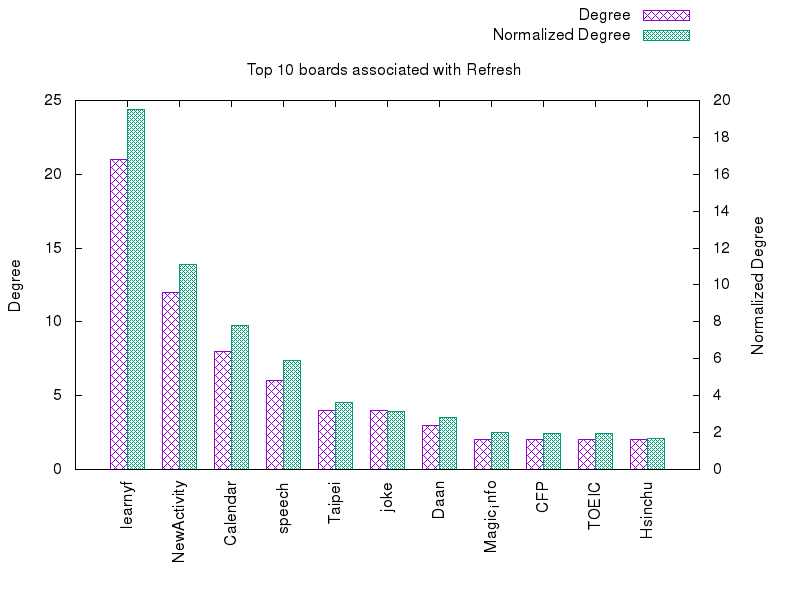 Degree
Normalized Degree
Top 10 boards associated with Refresh
25
20
15
10
5
0
20
18
16
14
12
10
8
6
4
2
0
Degree
Normalized Degree
learnyf
NewActivity
Calendar
speech
Taipei
joke
Daan
Magicᵢnfo
CFP
TOEIC
Hsinchu